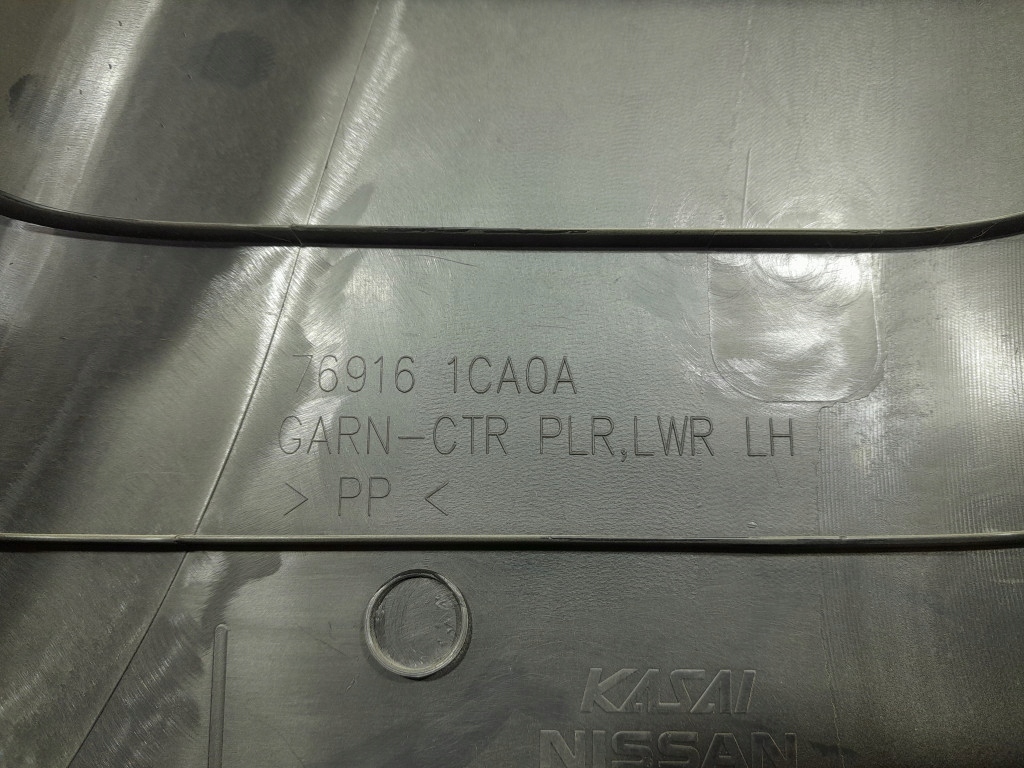 76916 1CA0A
GARN-CTR PLR,LWR LH
> PP <
KASAI
NISSAN